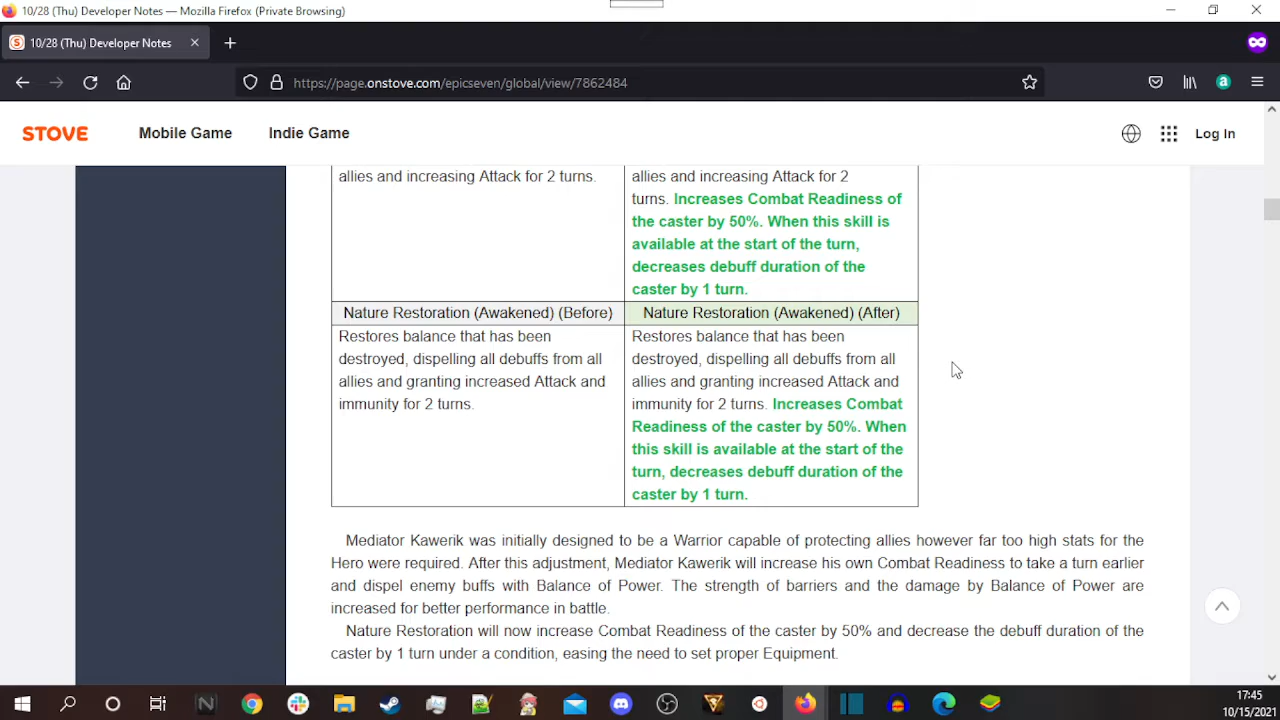 10/28 (Thu) Developer Notes — Mozilla Firefox (Private Browsing)
10/28 (Thu) Developer Notes
https://page.onstove.com/epicseven/global/view/7862484
STOVE
Mobile Game
Indie Game
Log In
allies and increasing Attack for 2 turns.
allies and increasing Attack for 2
turns. Increases Combat Readiness of
the caster by 50%. When this skill is
available at the start of the turn,
decreases debuff duration of the
caster by 1 turn.
Nature Restoration (Awakened) (Before)
Nature Restoration (Awakened) (After)
Restores balance that has been
destroyed, dispelling all debuffs from all
allies and granting increased Attack and
immunity for 2 turns.
Restores balance that has been
destroyed, dispelling all debuffs from all
allies and granting increased Attack and
immunity for 2 turns. Increases Combat
Readiness of the caster by 50%. When
this skill is available at the start of the
turn, decreases debuff duration of the
caster by 1 turn.
Mediator Kawerik was initially designed to be a Warrior capable of protecting allies however far too high stats for the
Hero were required. After this adjustment, Mediator Kawerik will increase his own Combat Readiness to take a turn earlier
and dispel enemy buffs with Balance of Power. The strength of barriers and the damage by Balance of Power are
increased for better performance in battle.
Nature Restoration will now increase Combat Readiness of the caster by 50% and decrease the debuff duration of the
caster by 1 turn under a condition, easing the need to set proper Equipment.
17:45
10/15/2021